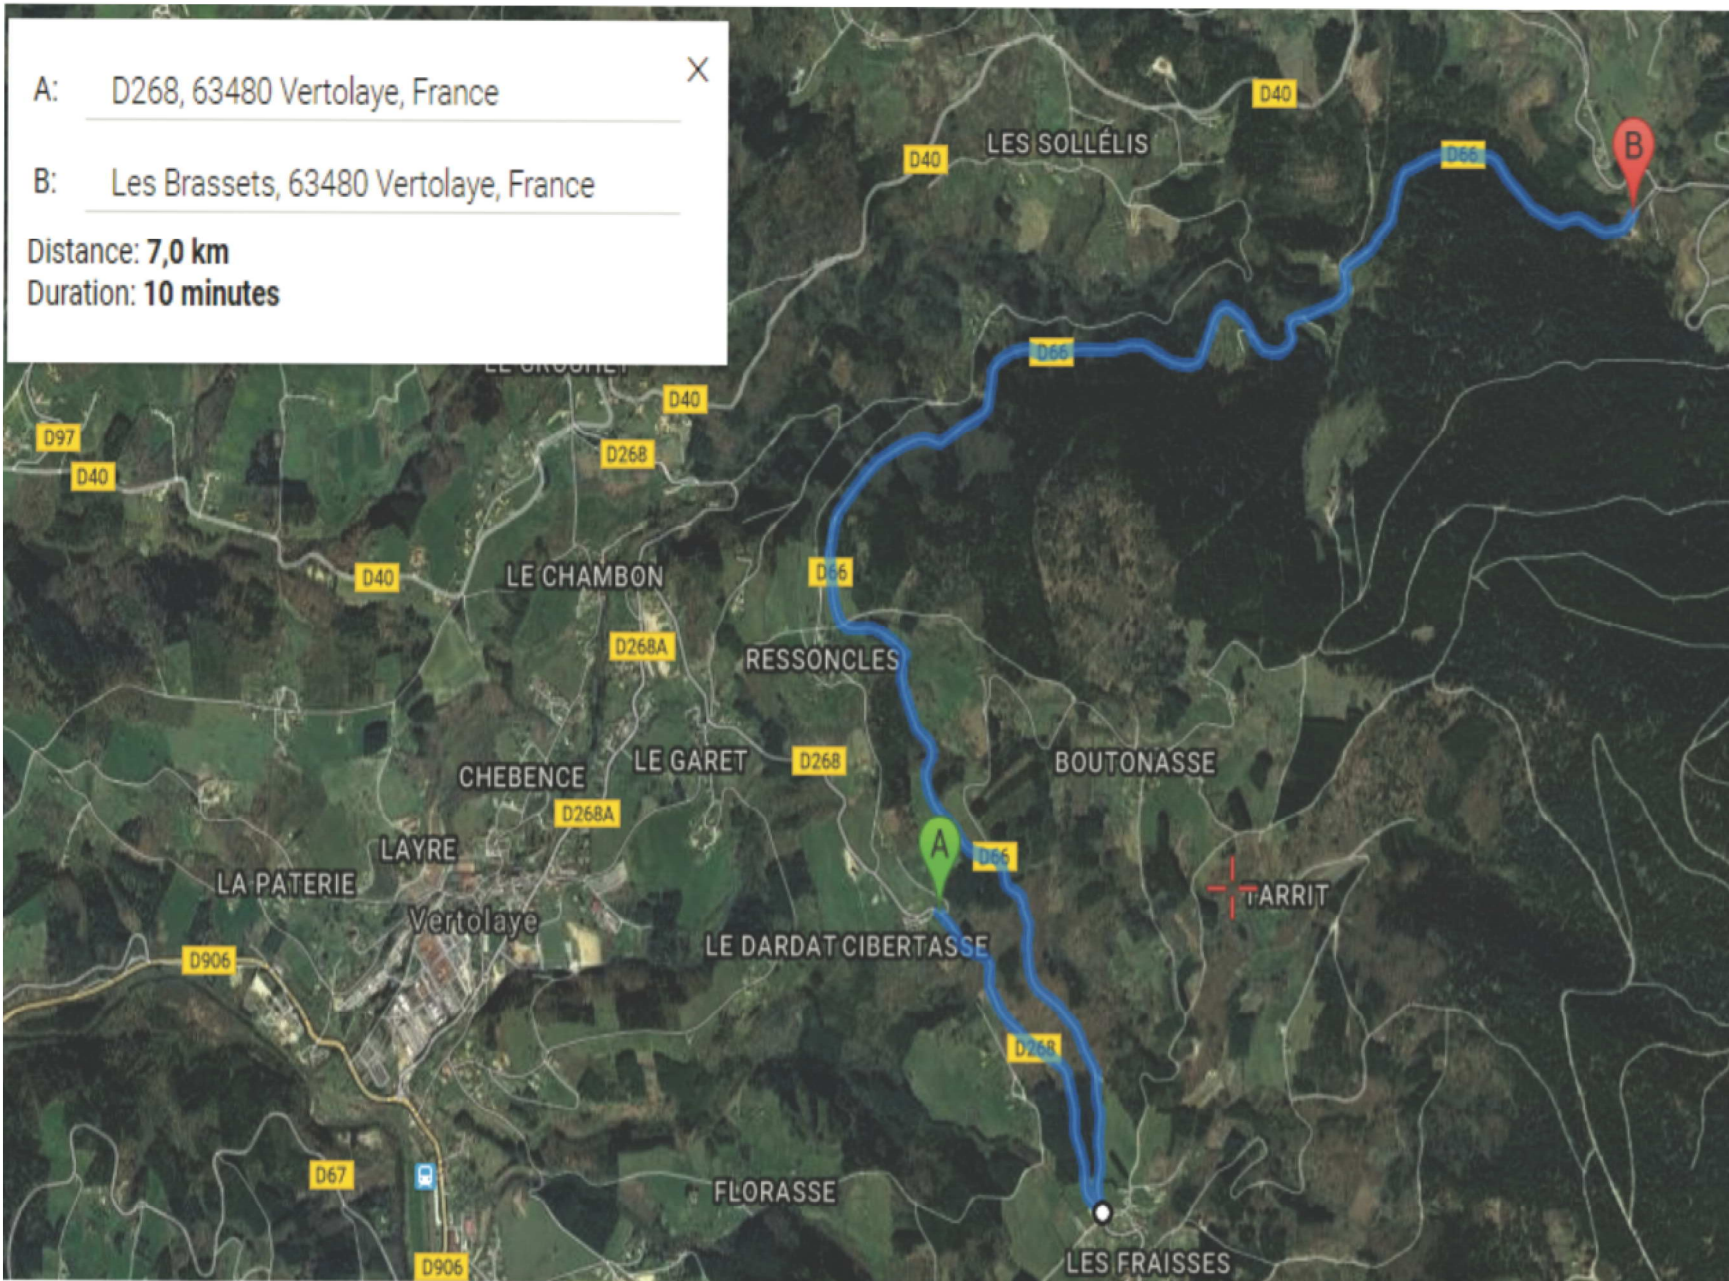 A: D268, 63480 Vertolaye, France
X
B: Les Brassets, 63480 Vertolaye, France
Distance: 7,0 km
Duration: 10 minutes
D40
LES SOLLÉLIS
D40
D66
B
D66
LE CROCHET
D40
D97
D268
D40
D66
D40
LE CHAMBON
D268A
RESSONCLES
LE GARET
D268
BOUTONASSE
CHEBENCE
D268A
LAYRE
A
D66
LA PATERIE
TARRIT
Vertolaye
LE DARDAT CIBERTASSE
D906
D268
D67
FLORASSE
D906
LES FRAISSES